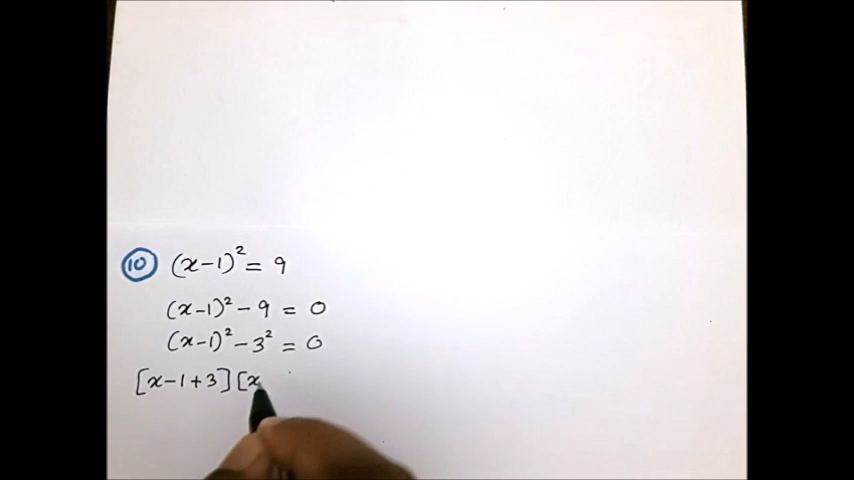 10 (x-1)² = 9
(x-1)² - 9 = 0
(x-1)² - 3² = 0
[x-1+3][x